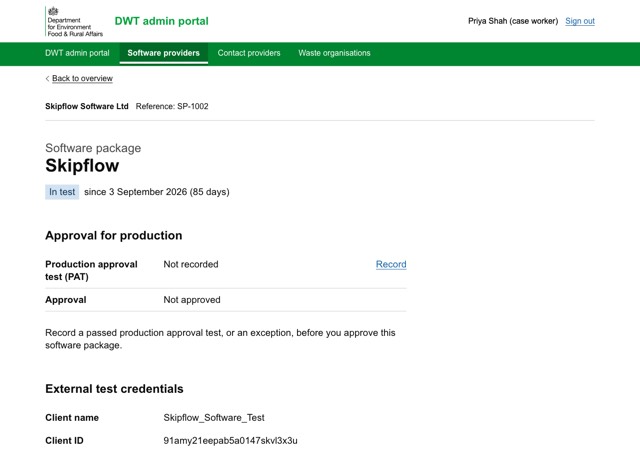 Department
for Environment
Food & Rural Affairs
DWT admin portal
Priya Shah (case worker) Sign out
DWT admin portal Software providers Contact providers Waste organisations
Back to overview
Skipflow Software Ltd Reference: SP-1002
Software package
Skipflow
In test since 3 September 2026 (85 days)
Approval for production
Production approval test (PAT) Not recorded Record
Approval Not approved
Record a passed production approval test, or an exception, before you approve this
software package.
External test credentials
Client name Skipflow_Software_Test
Client ID 91amy21eepab5a0147skvl3x3u